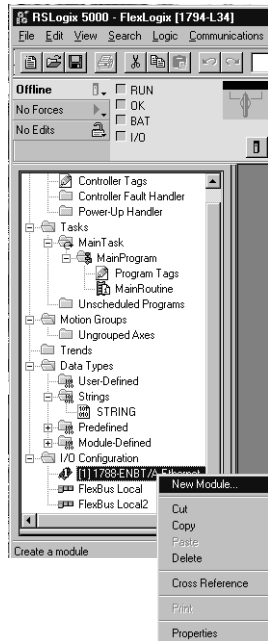 RSLogix 5000 - FlexLogix [1794-L34]
File Edit View Search Logic Communications
Offline
RUN
No Forces
OK
BAT
No Edits
I/O
Controller Tags
Controller Fault Handler
Power-Up Handler
Tasks
MainTask
MainProgram
Program Tags
MainRoutine
Unscheduled Programs
Motion Groups
Ungrouped Axes
Trends
Data Types
User-Defined
Strings
STRING
Predefined
Module-Defined
I/O Configuration
[1] 1788-ENBT/A Ethernet
FlexBus Local
FlexBus Local2
New Module...
Cut
Copy
Paste
Delete
Cross Reference
Print
Properties
Create a module